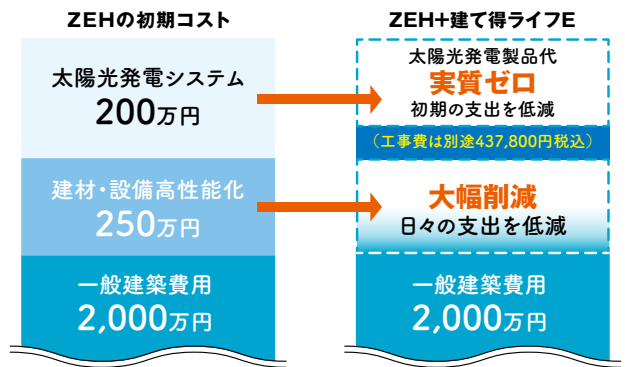 ZEHの初期コスト
太陽光発電システム
200万円
建材・設備高性能化
250万円
一般建築費用
2,000万円
ZEH+建て得ライフE
太陽光発電製品代
実質ゼロ
初期の支出を低減
（工事費は別途437,800円税込）
大幅削減
日々の支出を低減
一般建築費用
2,000万円